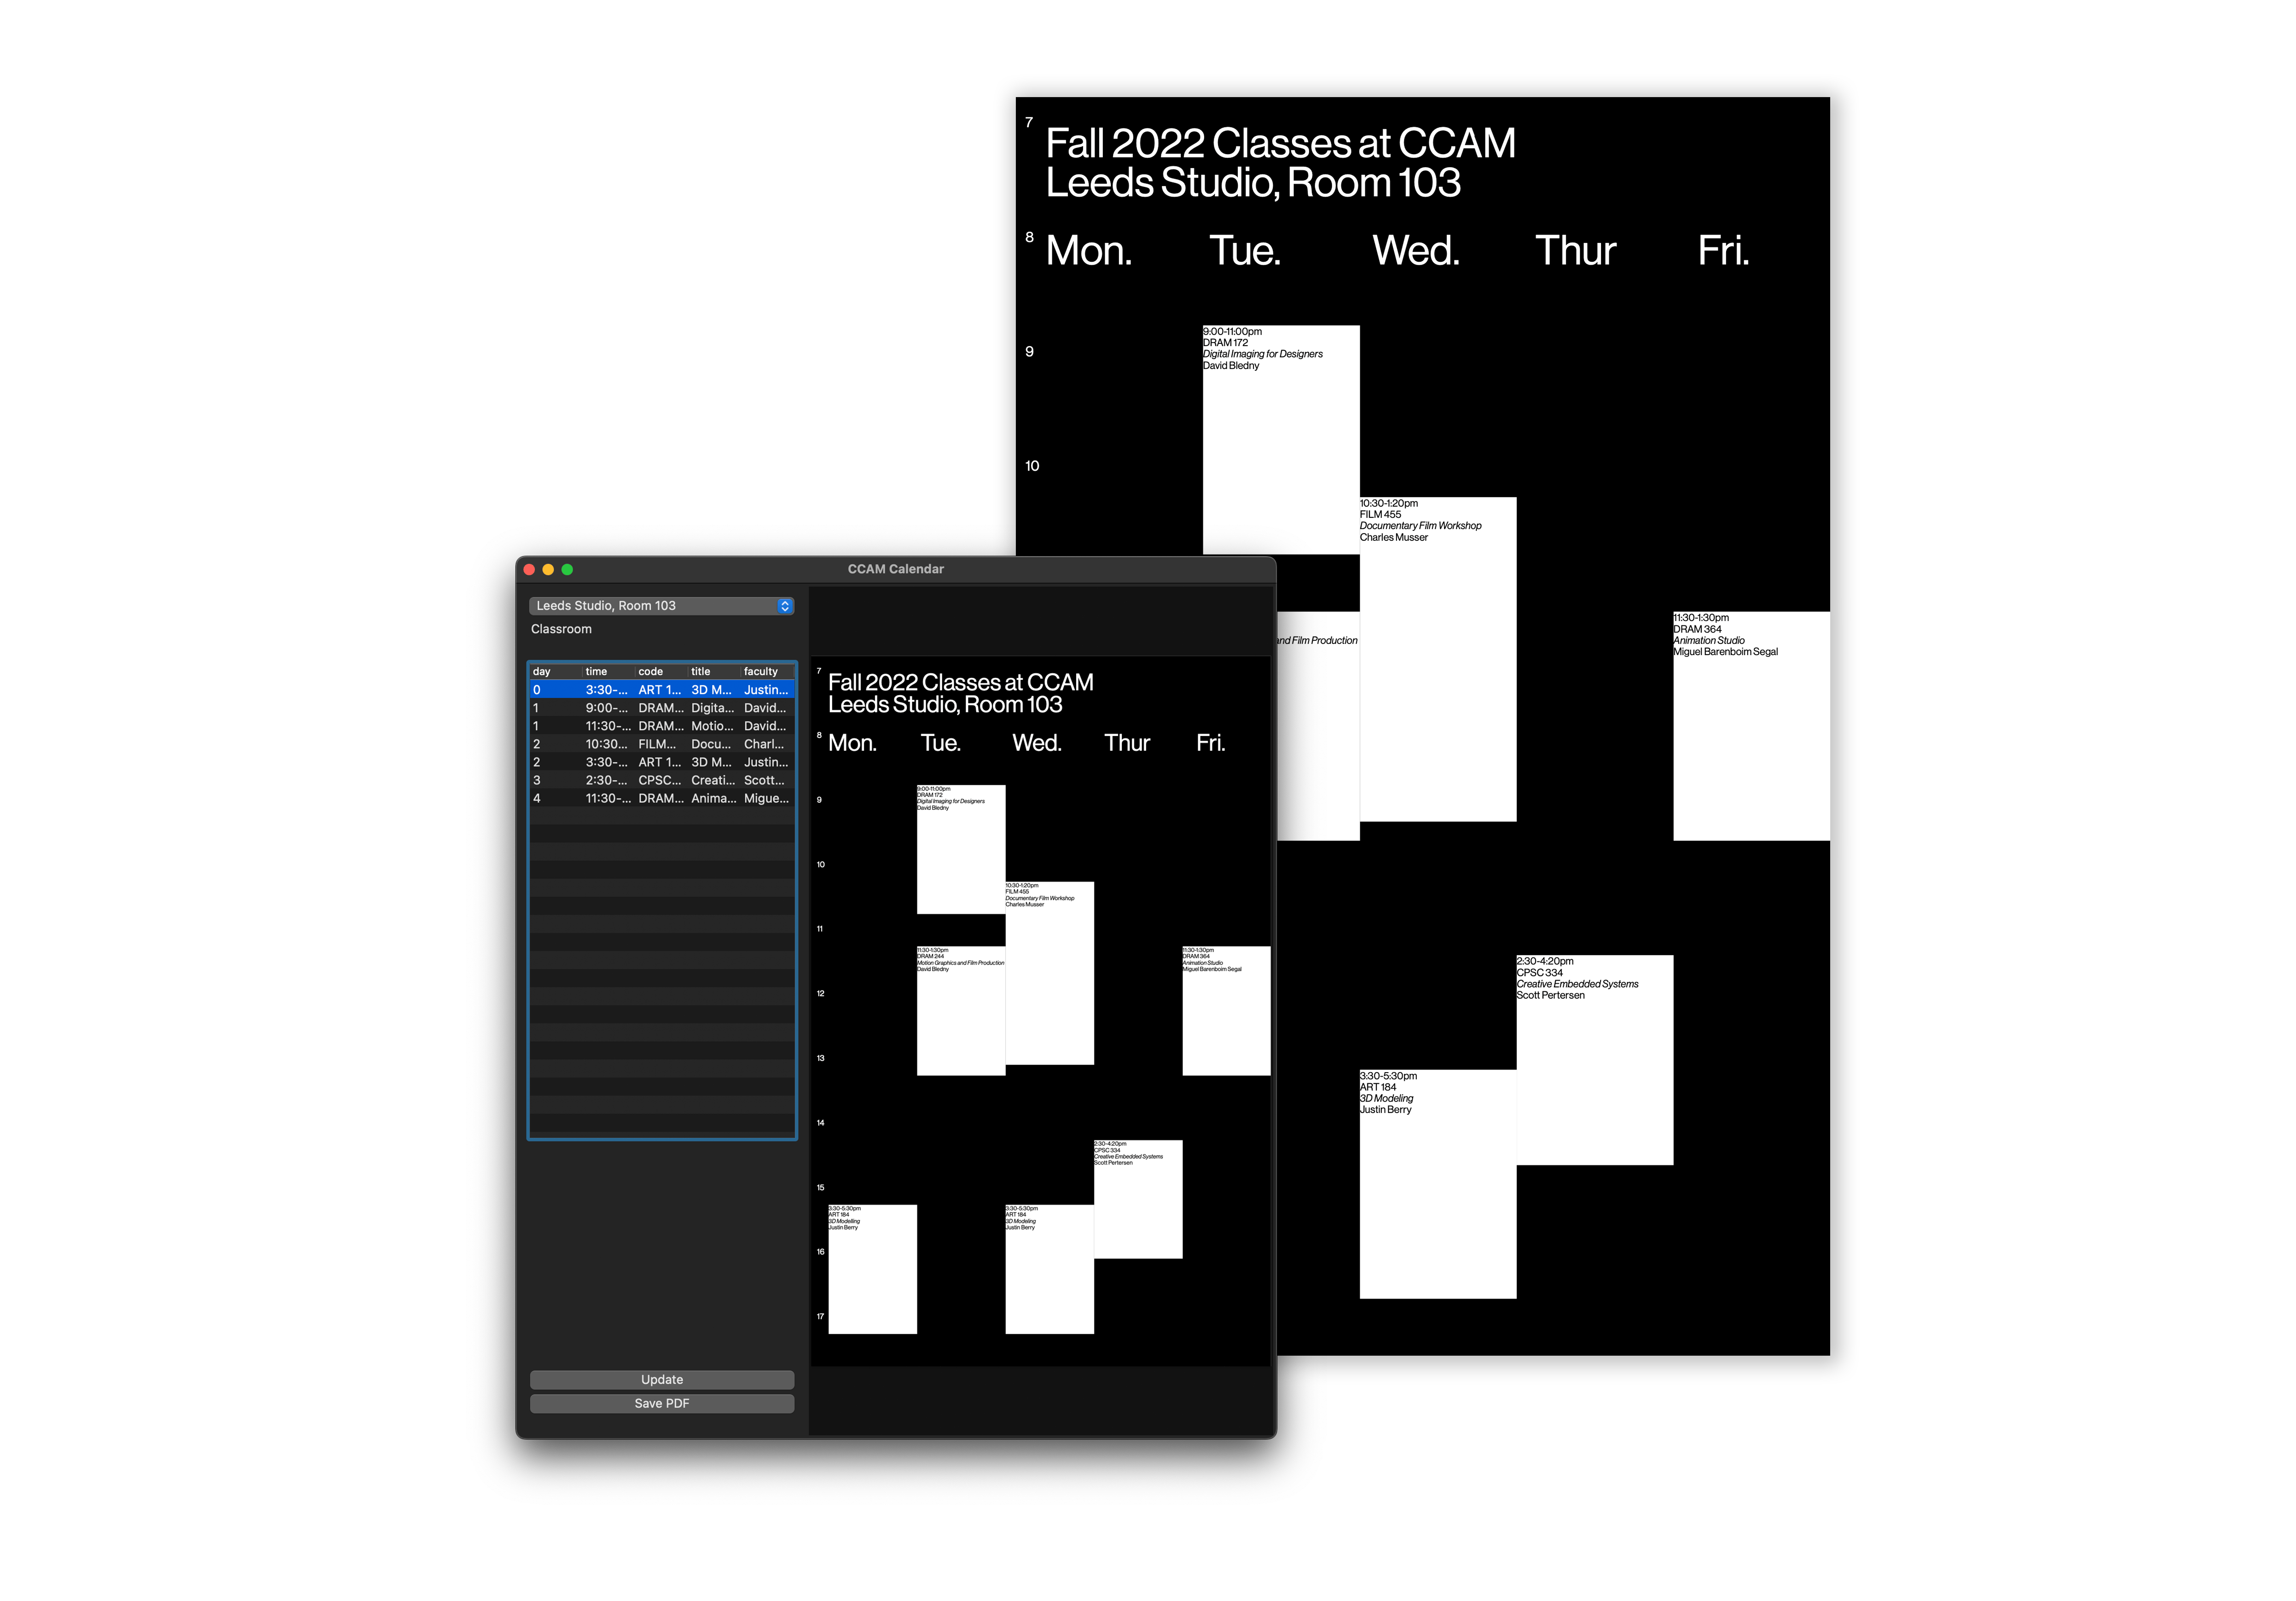 7
Fall 2022 Classes at CCAM
Leeds Studio, Room 103
8
Mon. Tue. Wed. Thur Fri.
9
9:00-11:00pm
DRAM 172
Digital Imaging for Designers
David Bledny
10
10:30-1:20pm
FILM 455
Documentary Film Workshop
Charles Musser
and Film Production
11:30-1:30pm
DRAM 364
Animation Studio
Miguel Barenboim Segal
2:30-4:20pm
CPSC 334
Creative Embedded Systems
Scott Pertersen
3:30-5:30pm
ART 184
3D Modeling
Justin Berry
CCAM Calendar
Leeds Studio, Room 103
Classroom
day time code title faculty
0 3:30-... ART 1... 3D M... Justin...
1 9:00-... DRAM... Digita... David...
1 11:30-... DRAM... Motio... David...
2 10:30... FILM... Docu... Charl...
2 3:30-... ART 1... 3D M... Justin...
3 2:30-... CPSC... Creati... Scott...
4 11:30-... DRAM... Anima... Migue...
Update
Save PDF
7
Fall 2022 Classes at CCAM
Leeds Studio, Room 103
8
Mon. Tue. Wed. Thur Fri.
9
9:00-11:00pm
DRAM 172
Digital Imaging for Designers
David Bledny
10
10:30-1:20pm
FILM 455
Documentary Film Workshop
Charles Musser
11
11:30-1:30pm
DRAM 244
Motion Graphics and Film Production
David Bledny
11:30-1:30pm
DRAM 364
Animation Studio
Miguel Barenboim Segal
12
13
14
2:30-4:20pm
CPSC 334
Creative Embedded Systems
Scott Pertersen
15
3:30-5:30pm
ART 184
3D Modelling
Justin Berry
3:30-5:30pm
ART 184
3D Modeling
Justin Berry
16
17